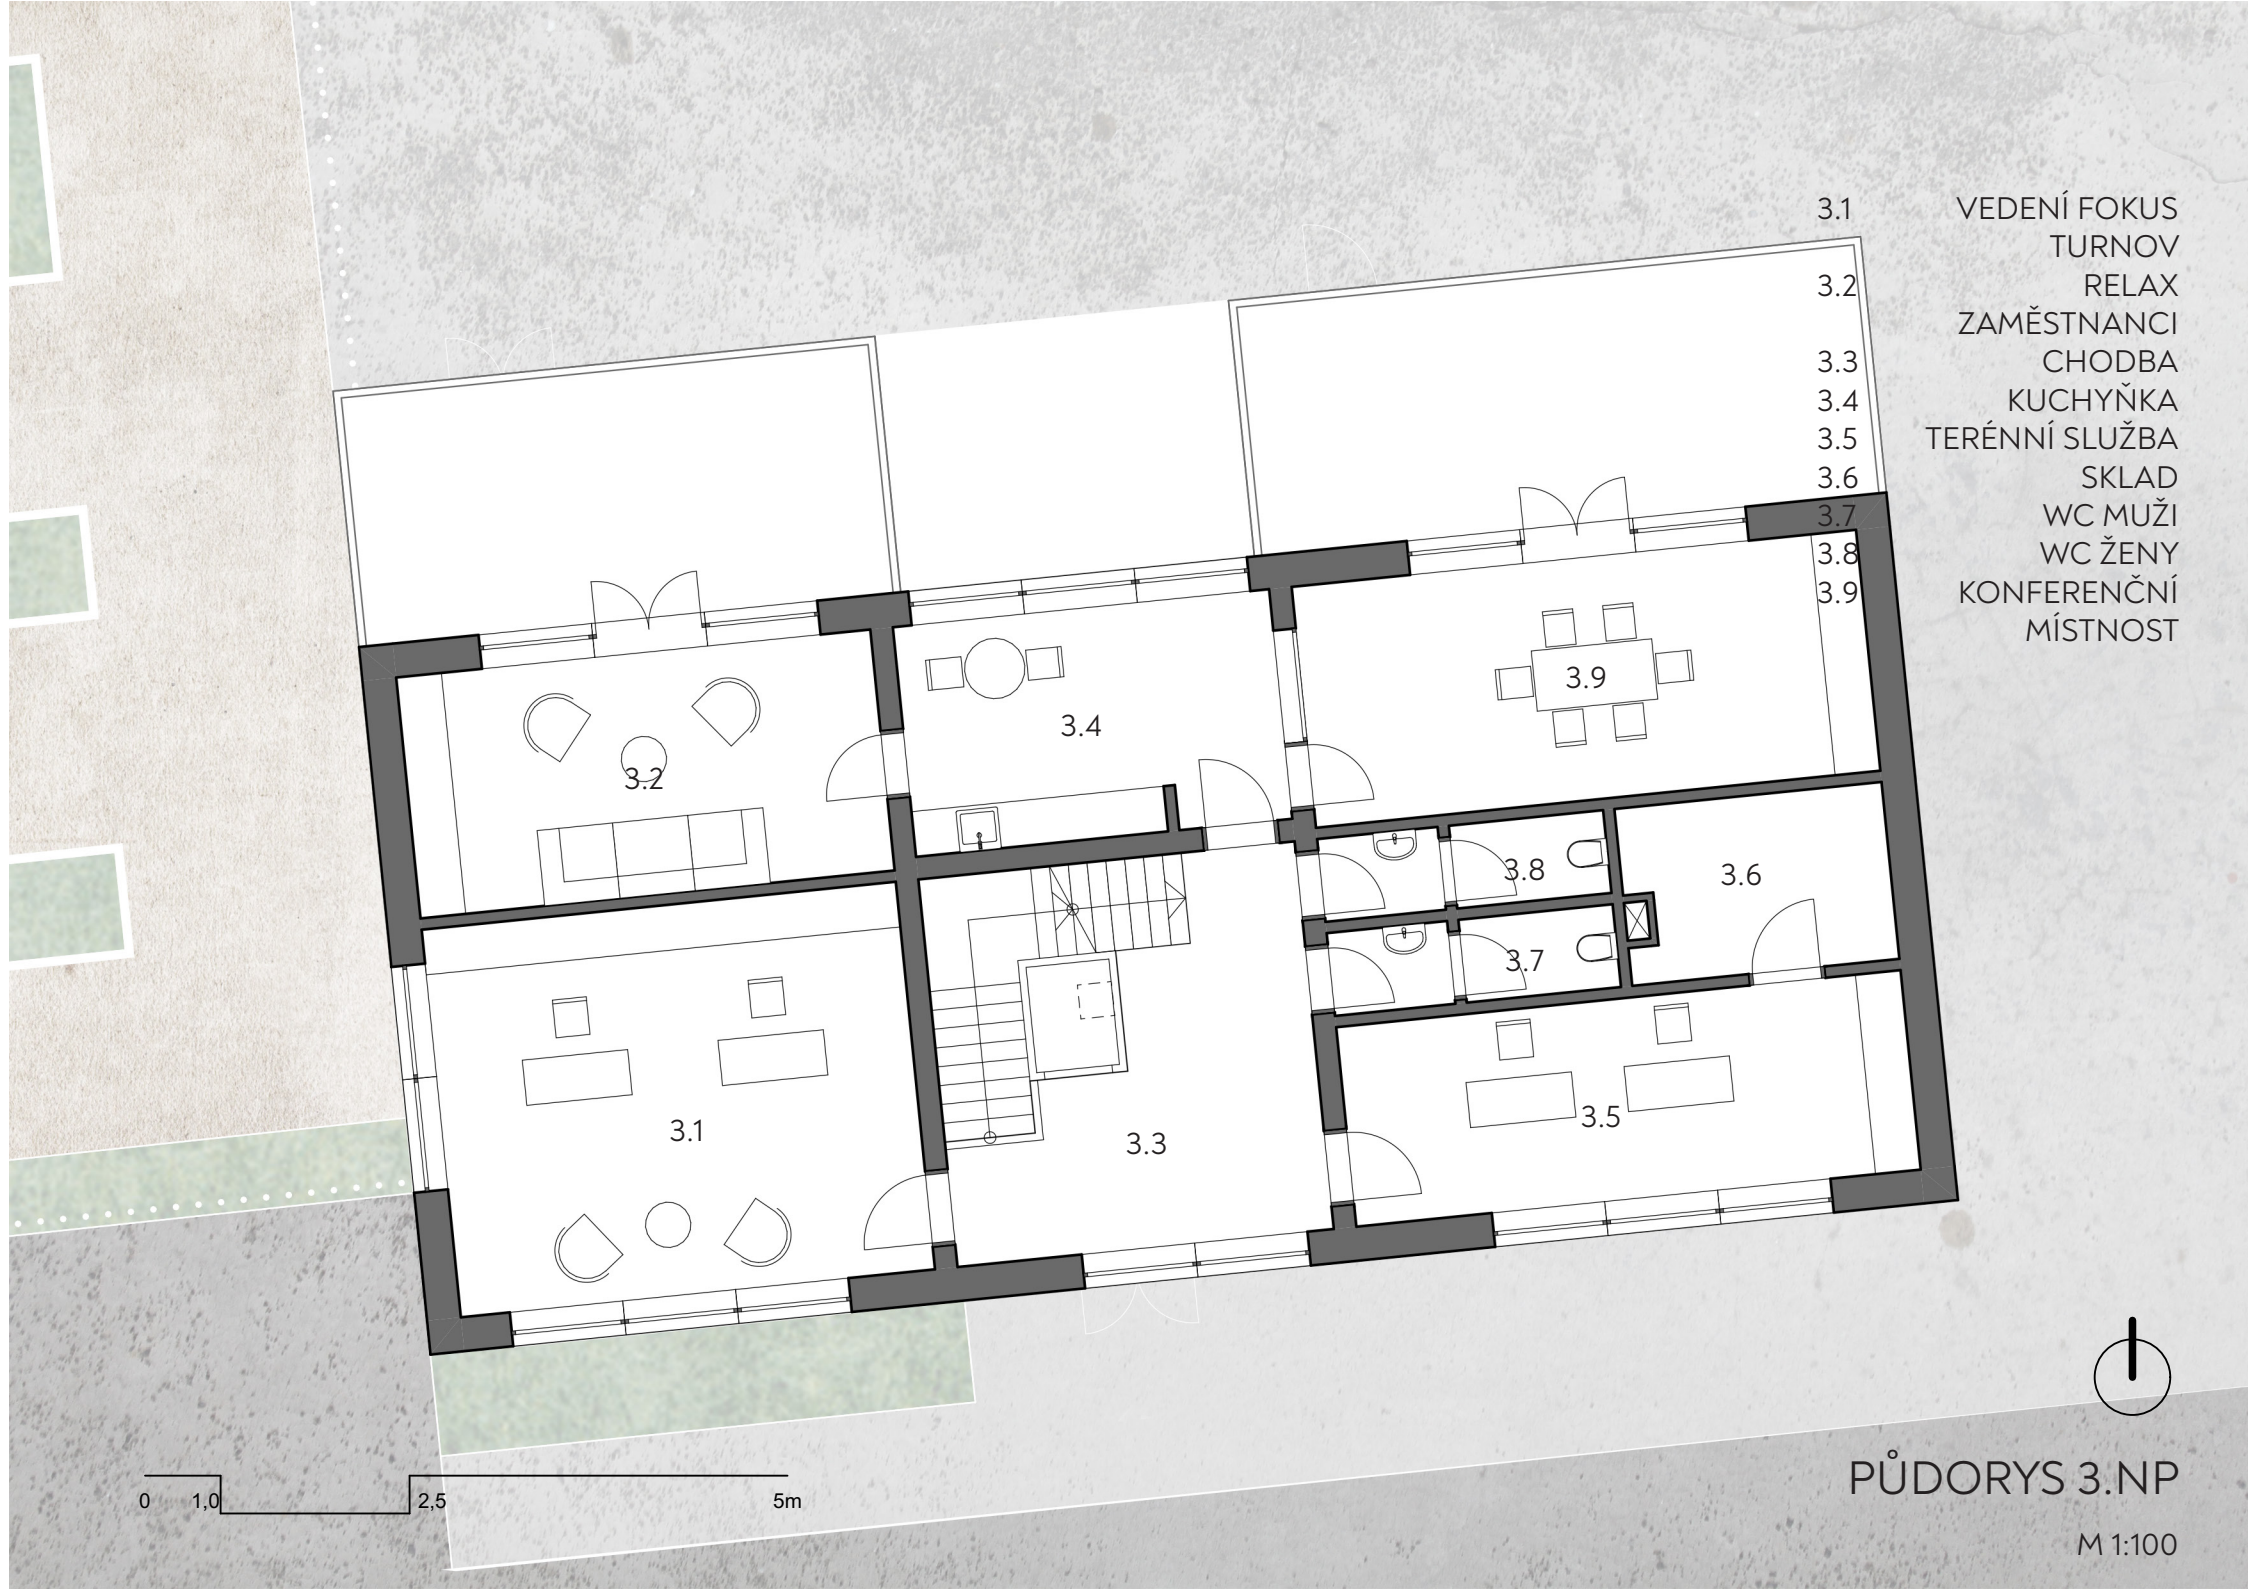 3.1 VEDENÍ FOKUS
TURNOV
3.2 RELAX
ZAMĚSTNANCI
3.3 CHODBA
3.4 KUCHYŇKA
3.5 TERÉNNÍ SLUŽBA
3.6 SKLAD
3.7 WC MUŽI
3.8 WC ŽENY
3.9 KONFERENČNÍ
MÍSTNOST
3.9
3.4
3.2
3.8
3.6
3.7
3.1
3.3
3.5
0 1,0 2,5 5m
PŮDORYS 3.NP
M 1:100